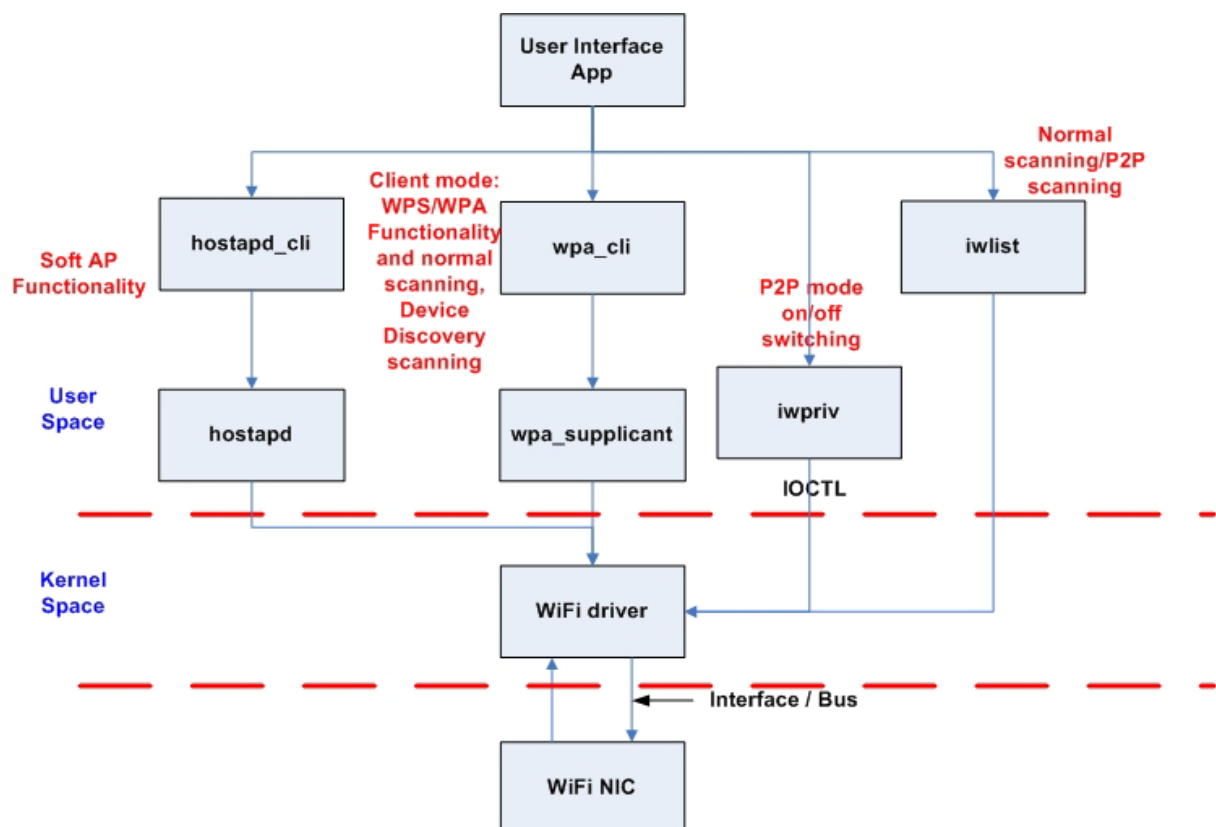 User Interface
App
Normal
scanning/P2P
scanning
Client mode:
WPS/WPA
Functionality
and normal
scanning,
Device
Discovery
scanning
hostapd_cli
wpa_cli
iwlist
Soft AP
Functionality
P2P mode
on/off
switching
User
Space
hostapd
wpa_supplicant
iwpriv
IOCTL
Kernel
Space
WiFi driver
Interface / Bus
WiFi NIC